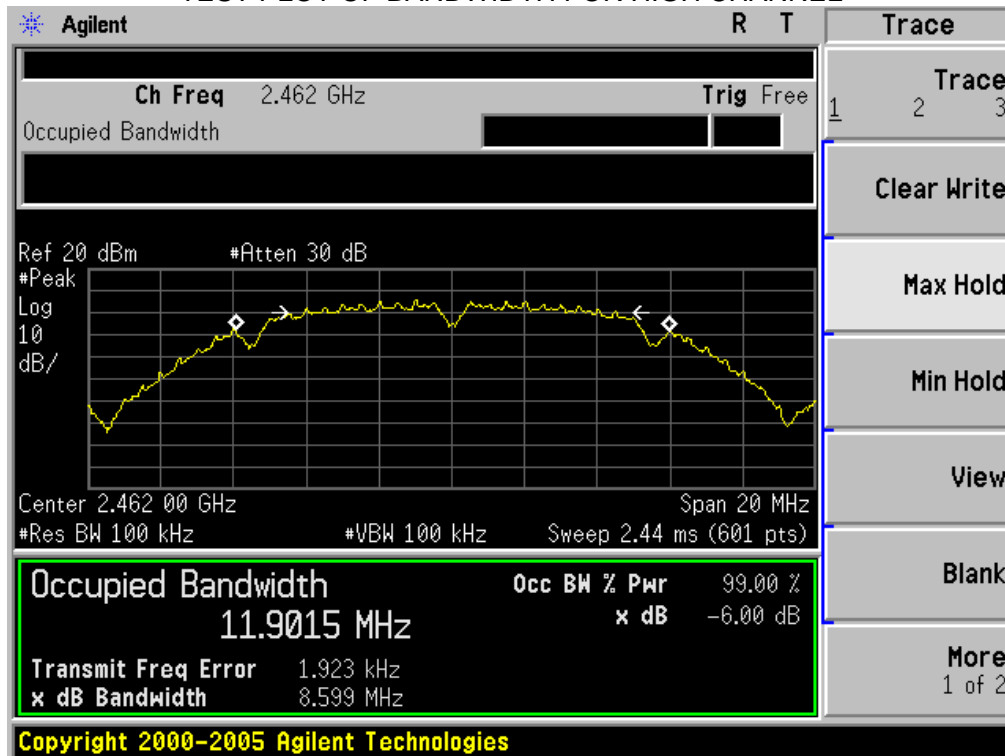 Agilent R T
Ch Freq 2.462 GHz Trig Free
Occupied Bandwidth
Ref 20 dBm #Atten 30 dB
#Peak
Log
10
dB/
Center 2.462 00 GHz Span 20 MHz
#Res BW 100 kHz #VBW 100 kHz Sweep 2.44 ms (601 pts)
Occupied Bandwidth Occ BW % Pwr 99.00 %
11.9015 MHz x dB -6.00 dB
Transmit Freq Error 1.923 kHz
x dB Bandwidth 8.599 MHz
Copyright 2000-2005 Agilent Technologies
Trace
Trace
1 2 3
Clear Write
Max Hold
Min Hold
View
Blank
More
1 of 2